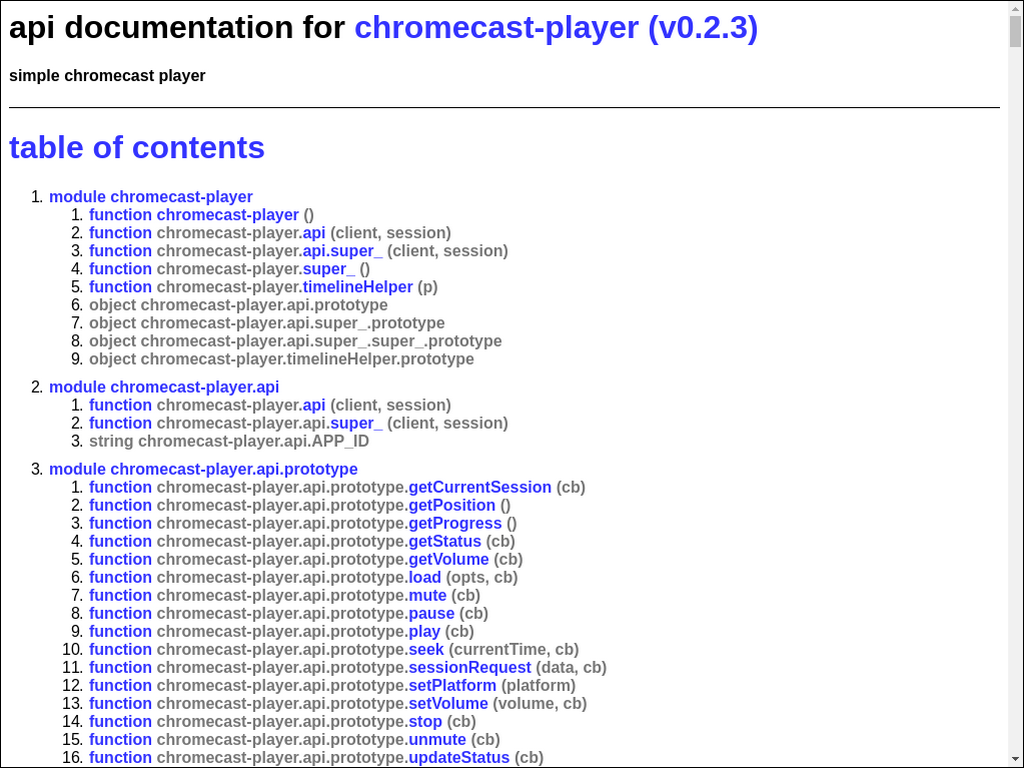 api documentation for chromecast-player (v0.2.3)
simple chromecast player
table of contents
1. module chromecast-player
1. function chromecast-player ()
2. function chromecast-player.api (client, session)
3. function chromecast-player.api.super_ (client, session)
4. function chromecast-player.super_ ()
5. function chromecast-player.timelineHelper (p)
6. object chromecast-player.api.prototype
7. object chromecast-player.api.super_.prototype
8. object chromecast-player.api.super_.super_.prototype
9. object chromecast-player.timelineHelper.prototype
2. module chromecast-player.api
1. function chromecast-player.api (client, session)
2. function chromecast-player.api.super_ (client, session)
3. string chromecast-player.api.APP_ID
3. module chromecast-player.api.prototype
1. function chromecast-player.api.prototype.getCurrentSession (cb)
2. function chromecast-player.api.prototype.getPosition ()
3. function chromecast-player.api.prototype.getProgress ()
4. function chromecast-player.api.prototype.getStatus (cb)
5. function chromecast-player.api.prototype.getVolume (cb)
6. function chromecast-player.api.prototype.load (opts, cb)
7. function chromecast-player.api.prototype.mute (cb)
8. function chromecast-player.api.prototype.pause (cb)
9. function chromecast-player.api.prototype.play (cb)
10. function chromecast-player.api.prototype.seek (currentTime, cb)
11. function chromecast-player.api.prototype.sessionRequest (data, cb)
12. function chromecast-player.api.prototype.setPlatform (platform)
13. function chromecast-player.api.prototype.setVolume (volume, cb)
14. function chromecast-player.api.prototype.stop (cb)
15. function chromecast-player.api.prototype.unmute (cb)
16. function chromecast-player.api.prototype.updateStatus (cb)